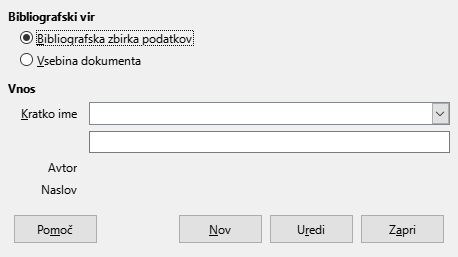 Bibliografski vir
Bibliografska zbirka podatkov
Vsebina dokumenta
Vnos
Kratko ime
Avtor
Naslov
Pomoč Nov Uredi Zapri